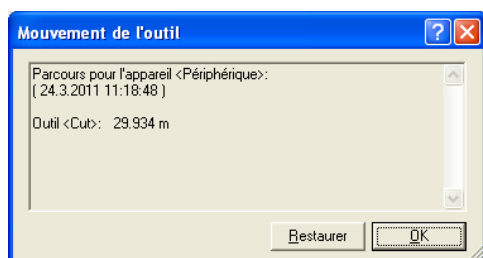 Mouvement de l'outil
Parcours pour l'appareil <Périphérique>:
( 24.3.2011 11:18:48 )
Outil <Cut>: 29.934 m
Restaurer OK